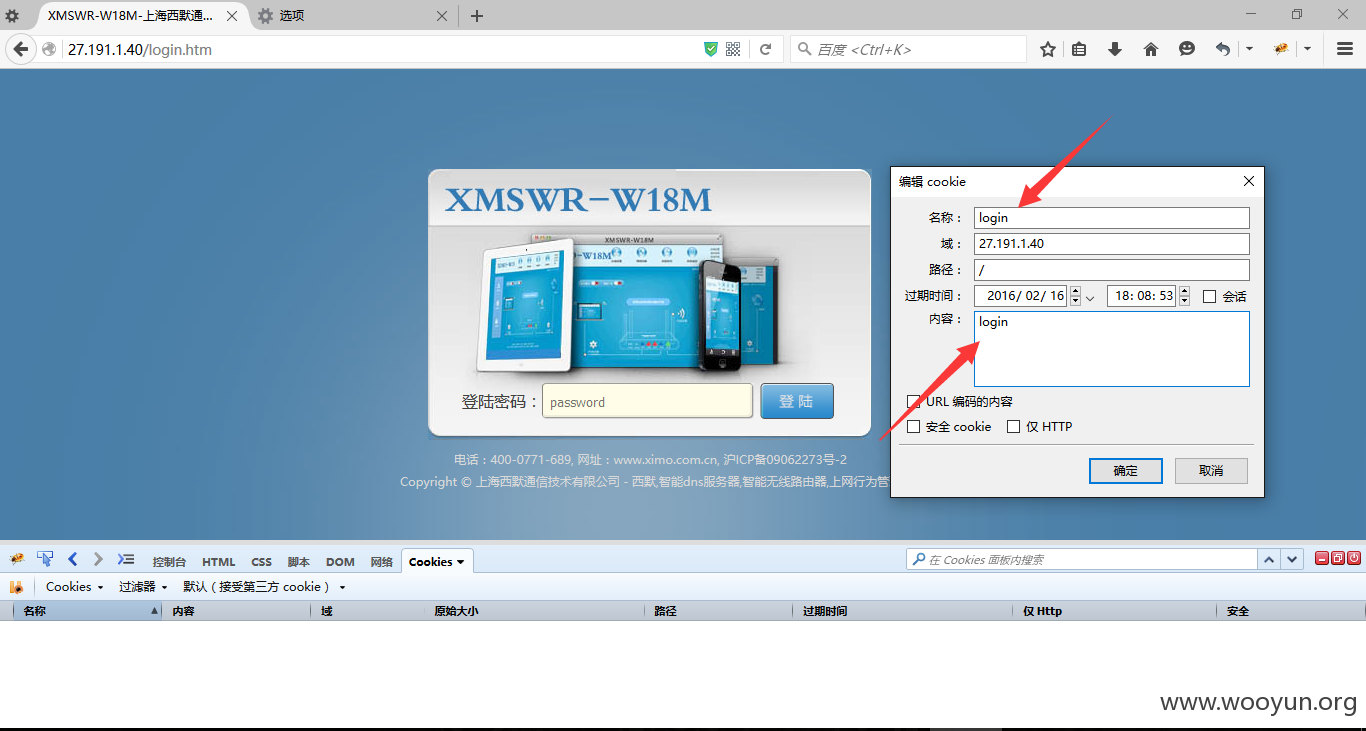 XMSWR-W18M-上海西默通...
选项
27.191.1.40/login.htm
百度 <Ctrl+K>
XMSWR-W18M
XMSWR-W18M
登陆密码：
password
登 陆
电话：400-0771-689, 网址：www.ximo.com.cn, 沪ICP备09062273号-2
Copyright © 上海西默通信技术有限公司 - 西默,智能dns服务器,智能无线路由器,上网行为管
编辑 cookie
名称： login
域： 27.191.1.40
路径： /
过期时间： 2016/ 02/ 16 18: 08: 53 会话
内容： login
URL 编码的内容
安全 cookie 仅 HTTP
确定 取消
控制台 HTML CSS 脚本 DOM 网络 Cookies
在 Cookies 面板内搜索
Cookies 过滤器 默认（接受第三方 cookie）
名称 内容 域 原始大小 路径 过期时间 仅 Http 安全
www.wooyun.org